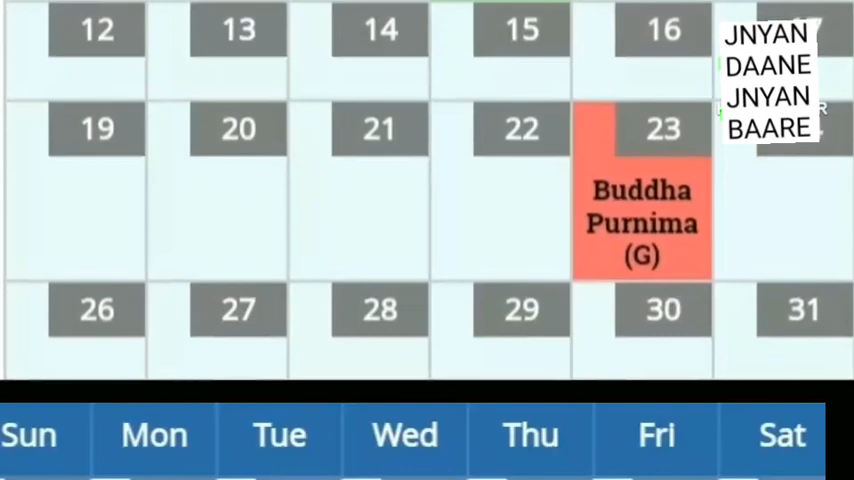 12 13 14 15 16
JNYAN
DAANE
JNYAN
BAARE
19 20 21 22 23
Buddha
Purnima
(G)
26 27 28 29 30 31
Sun Mon Tue Wed Thu Fri Sat